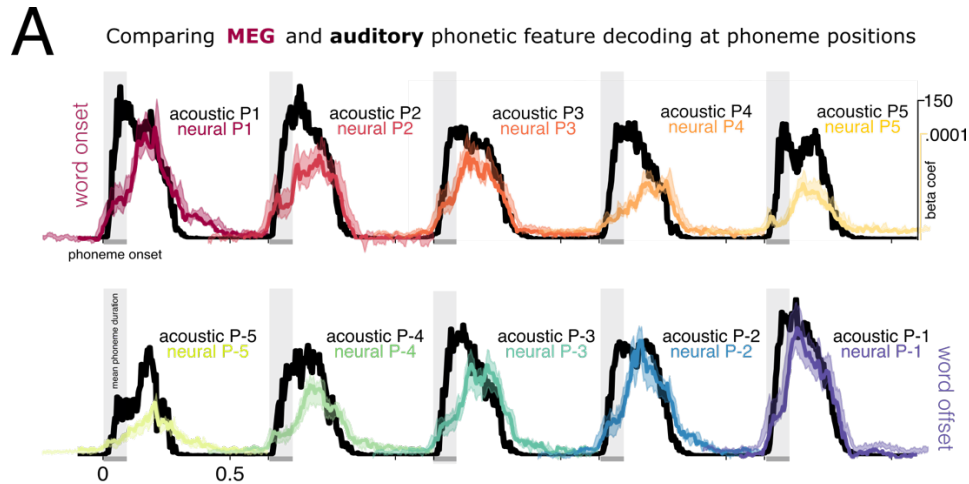 A
Comparing MEG and auditory phonetic feature decoding at phoneme positions
word onset
acoustic P1
neural P1
acoustic P2
neural P2
acoustic P3
neural P3
acoustic P4
neural P4
acoustic P5
neural P5
150
.0001
beta coef
phoneme onset
mean phoneme duration
acoustic P-5
neural P-5
acoustic P-4
neural P-4
acoustic P-3
neural P-3
acoustic P-2
neural P-2
acoustic P-1
neural P-1
word offset
0
0.5